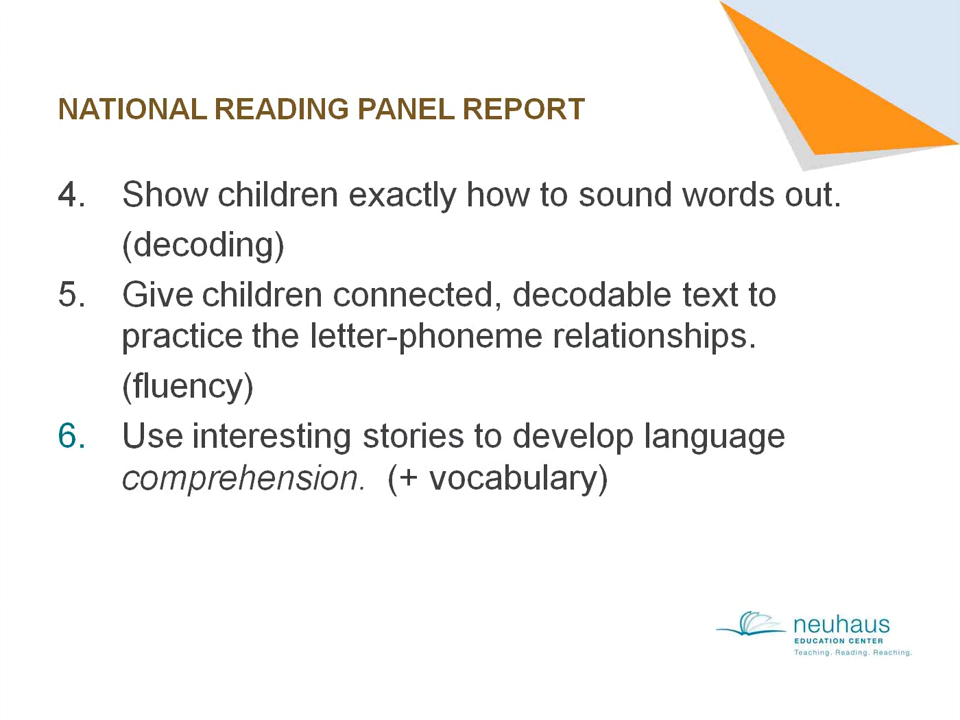 NATIONAL READING PANEL REPORT
4. Show children exactly how to sound words out.
(decoding)
5. Give children connected, decodable text to
practice the letter-phoneme relationships.
(fluency)
6. Use interesting stories to develop language
comprehension. (+ vocabulary)
neuhaus
EDUCATION CENTER
Teaching. Reading. Reaching.